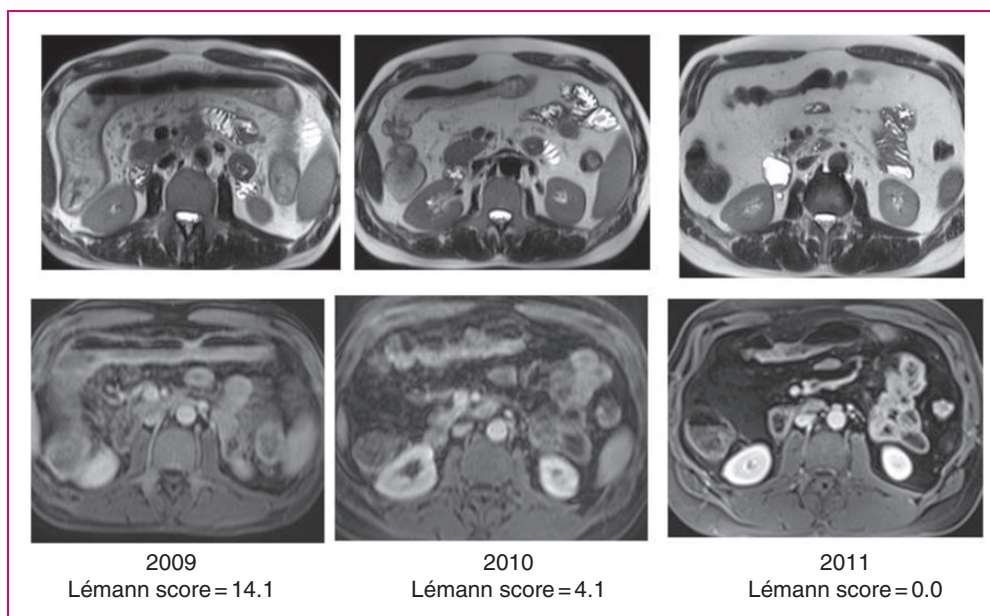 2009
Lémann score = 14.1
2010
Lémann score = 4.1
2011
Lémann score = 0.0